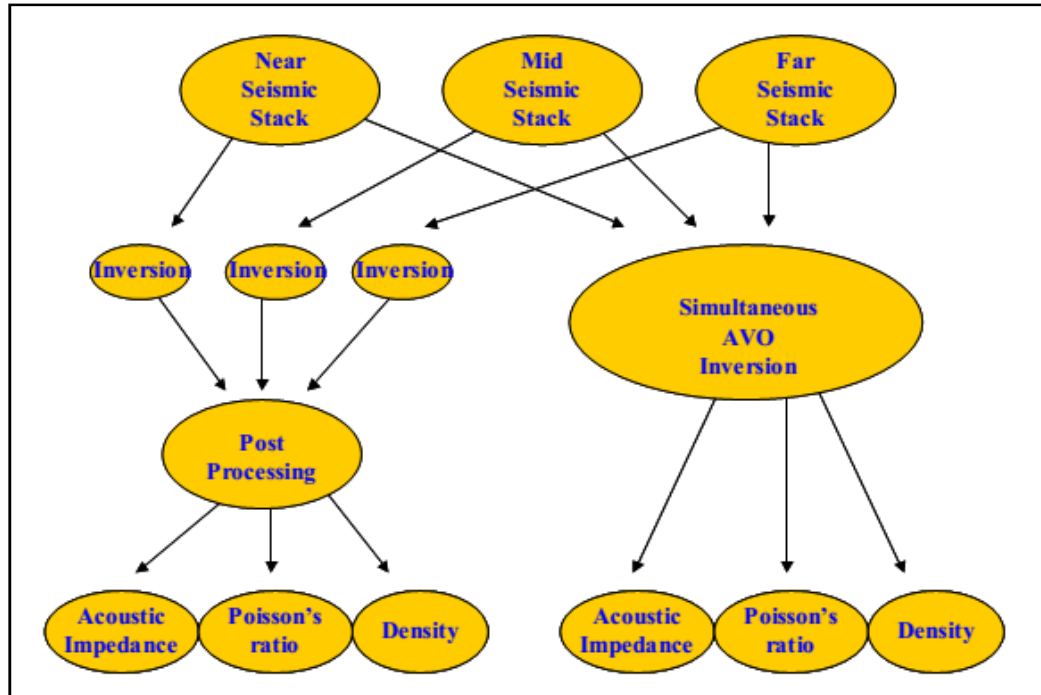 Near
Seismic
Stack
Mid
Seismic
Stack
Far
Seismic
Stack
Inversion
Inversion
Inversion
Simultaneous
AVO
Inversion
Post
Processing
Acoustic
Impedance
Poisson's
ratio
Density
Acoustic
Impedance
Poisson's
ratio
Density